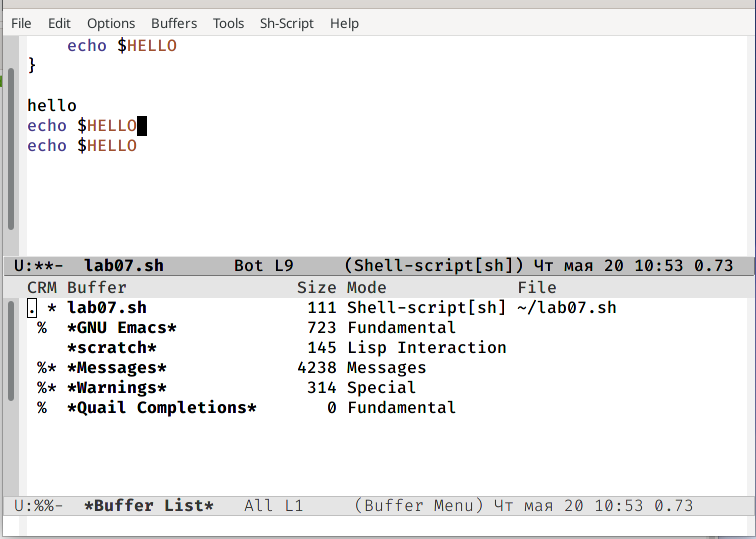 File Edit Options Buffers Tools Sh-Script Help
    echo $HELLO
}
hello
echo $HELLO
echo $HELLO
U:**-  lab07.sh       Bot L9     (Shell-script[sh]) Чт мая 20 10:53 0.73
CRM Buffer                 Size Mode             File
. * lab07.sh                111 Shell-script[sh] ~/lab07.sh
 %  *GNU Emacs*             723 Fundamental
    *scratch*               145 Lisp Interaction
 %* *Messages*             4238 Messages
 %* *Warnings*              314 Special
 %  *Quail Completions*       0 Fundamental
U:%%-  *Buffer List*   All L1     (Buffer Menu) Чт мая 20 10:53 0.73